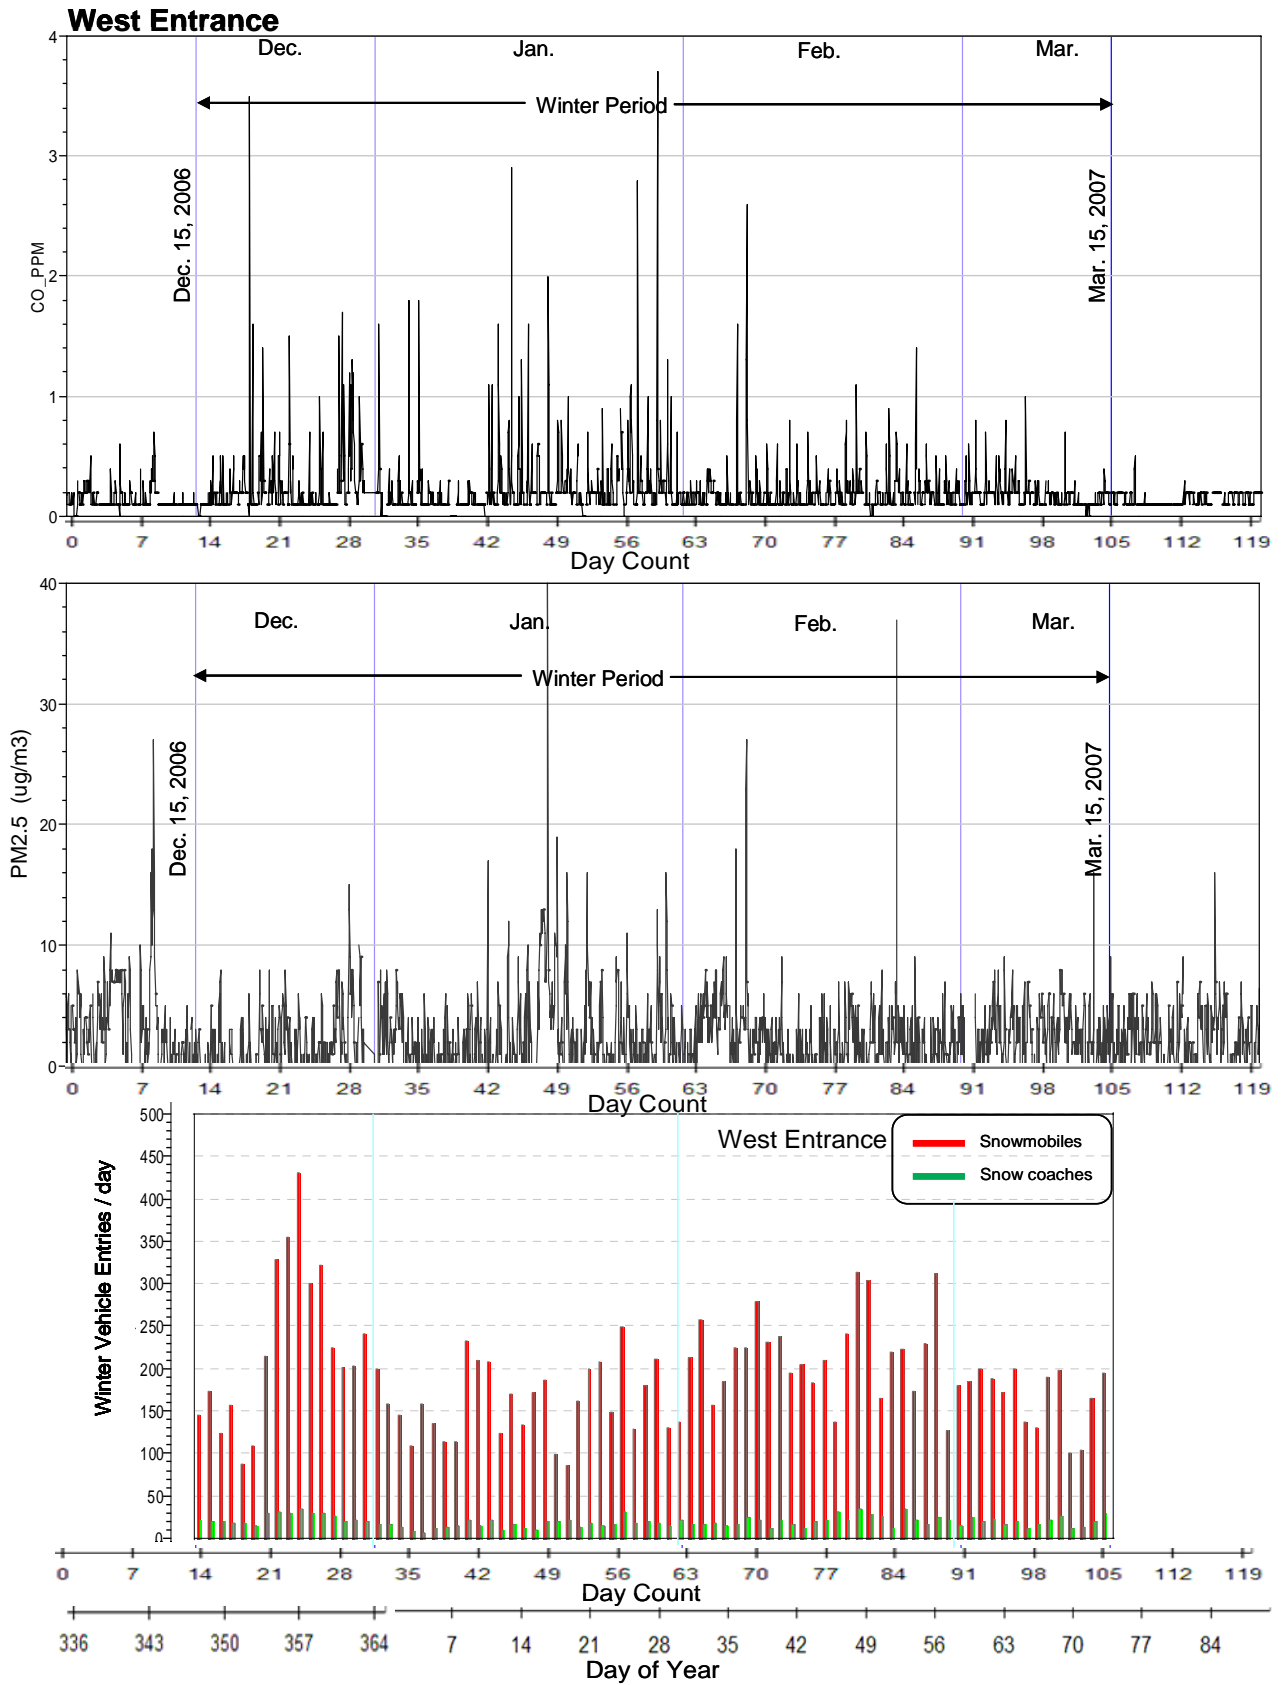 West Entrance
4
3
2
1
0
CO_PPM
Dec.
Jan.
Feb.
Mar.
Winter Period
Dec. 15, 2006
Mar. 15, 2007
0 7 14 21 28 35 42 49 56 63 70 77 84 91 98 105 112 119
Day Count
40
30
20
10
0
PM2.5 (ug/m3)
Dec.
Jan.
Feb.
Mar.
Winter Period
Dec. 15, 2006
Mar. 15, 2007
0 7 14 21 28 35 42 49 56 63 70 77 84 91 98 105 112 119
Day Count
500
450
400
350
300
250
200
150
100
50
0
Winter Vehicle Entries / day
West Entrance
Snowmobiles
Snow coaches
0 7 14 21 28 35 42 49 56 63 70 77 84 91 98 105 112 119
Day Count
336 343 350 357 364 7 14 21 28 35 42 49 56 63 70 77 84
Day of Year